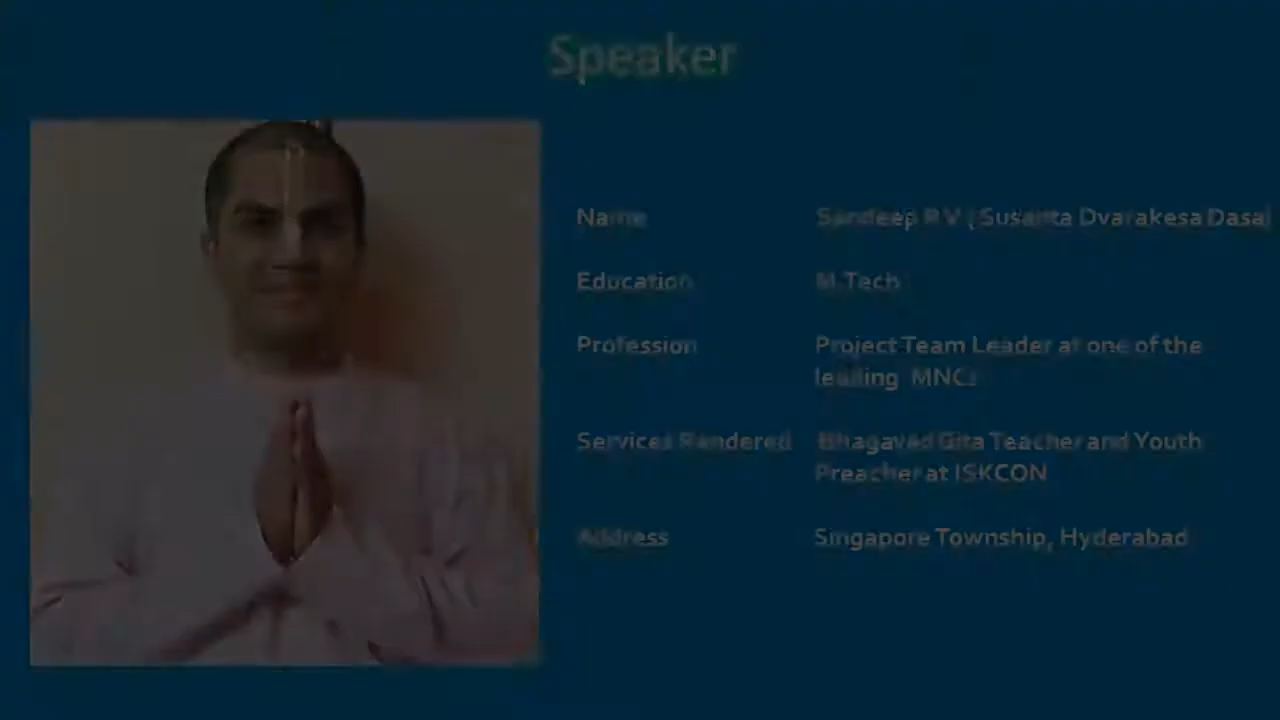 Speaker
Name Sandeep R V ( Susanta Dvarakesa Dasa)
Education M.Tech
Profession Project Team Leader at one of the
leading MNCs
Services Rendered Bhagavad Gita Teacher and Youth
Preacher at ISKCON
Address Singapore Township, Hyderabad